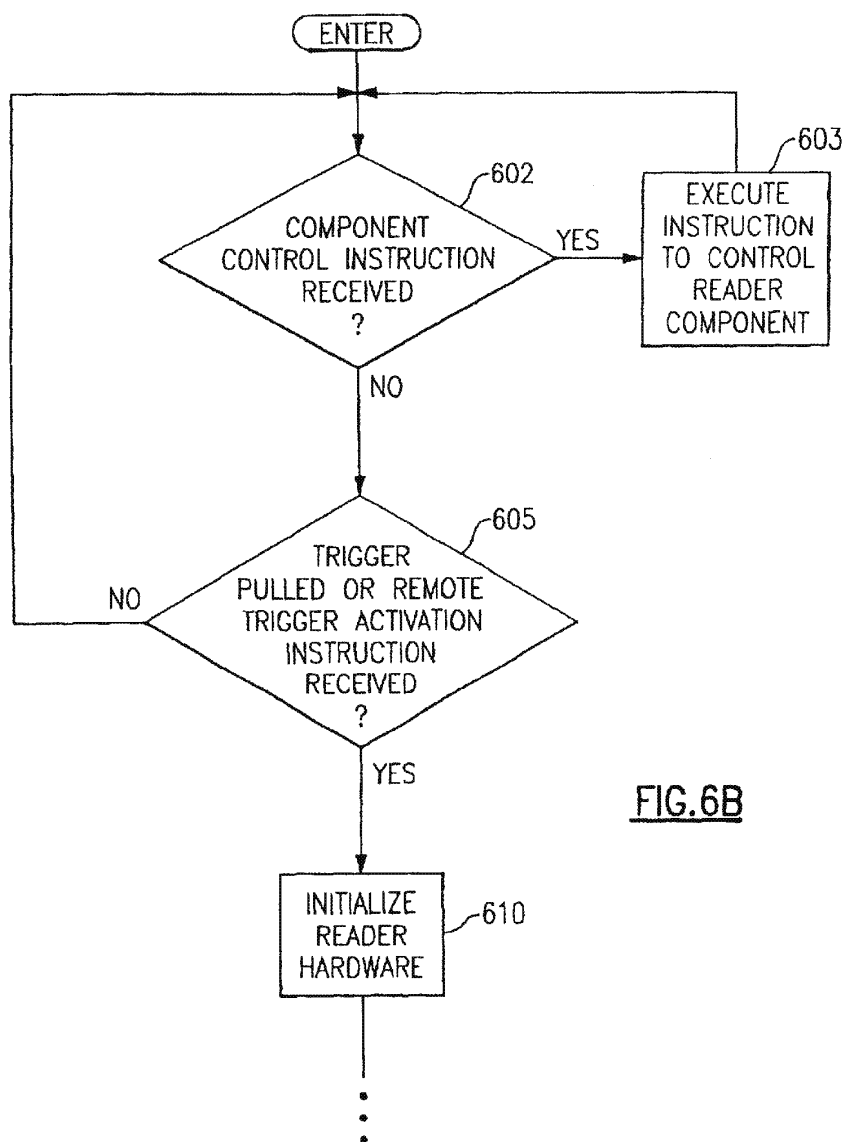 ENTER
602
COMPONENT
CONTROL INSTRUCTION
RECEIVED
?
YES
603
EXECUTE
INSTRUCTION
TO CONTROL
READER
COMPONENT
NO
605
TRIGGER
PULLED OR REMOTE
TRIGGER ACTIVATION
INSTRUCTION
RECEIVED
?
NO
YES
FIG.6B
INITIALIZE
READER
HARDWARE
610